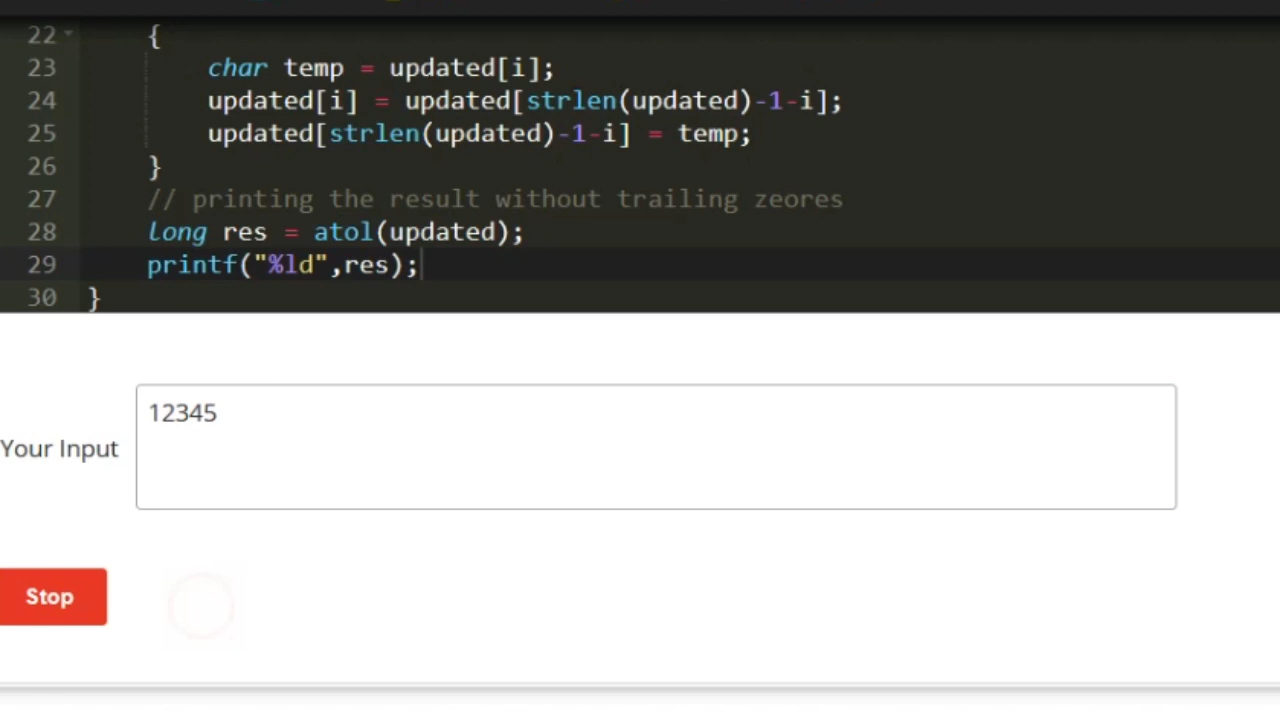 22 {
23 char temp = updated[i];
24 updated[i] = updated[strlen(updated)-1-i];
25 updated[strlen(updated)-1-i] = temp;
26 }
27 // printing the result without trailing zeores
28 long res = atol(updated);
29 printf("%ld",res);
30 }
12345
Your Input
Stop